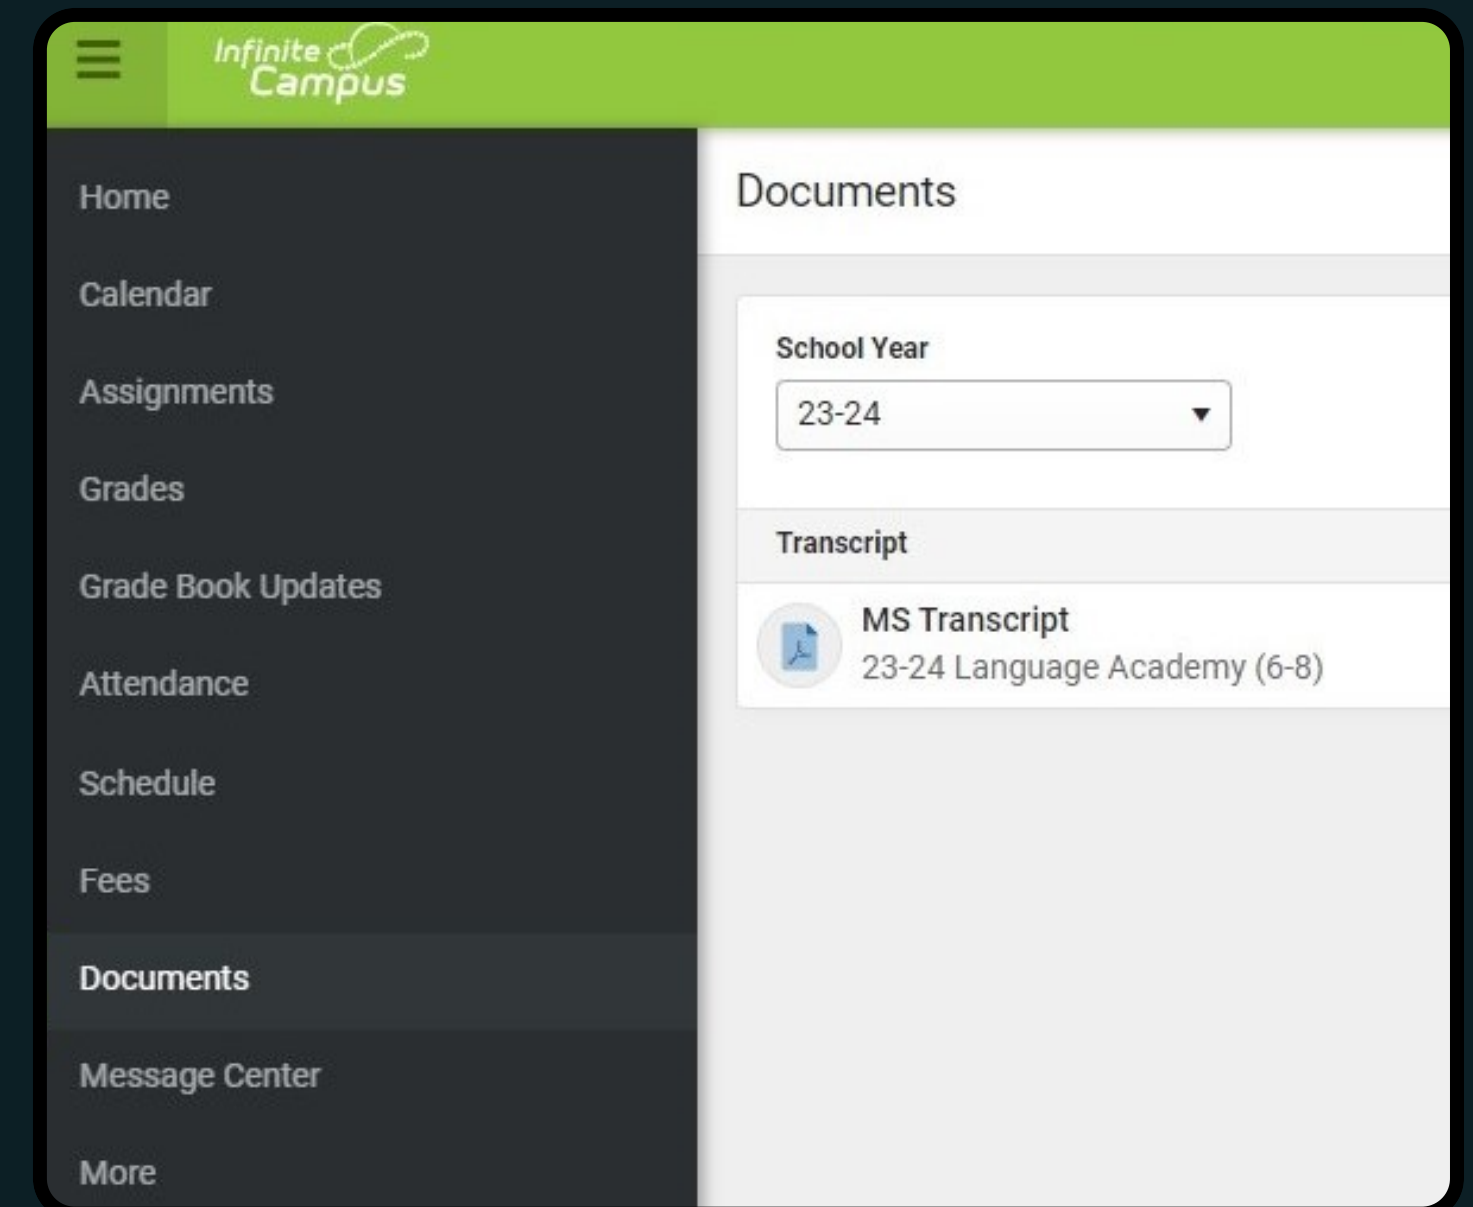 Infinite
Campus
Home
Calendar
Assignments
Grades
Grade Book Updates
Attendance
Schedule
Fees
Documents
Message Center
More
Documents
School Year
23-24
Transcript
MS Transcript
23-24 Language Academy (6-8)